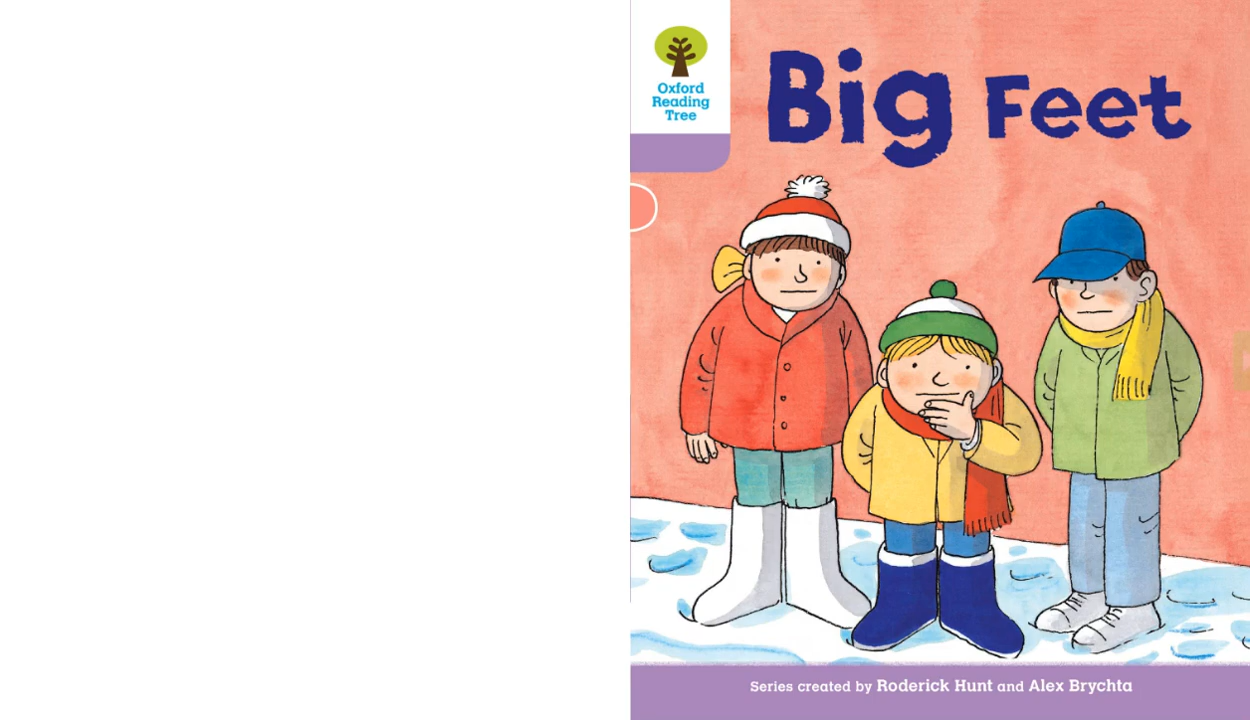 Oxford
Reading
Tree
Big Feet
Series created by Roderick Hunt and Alex Brychta